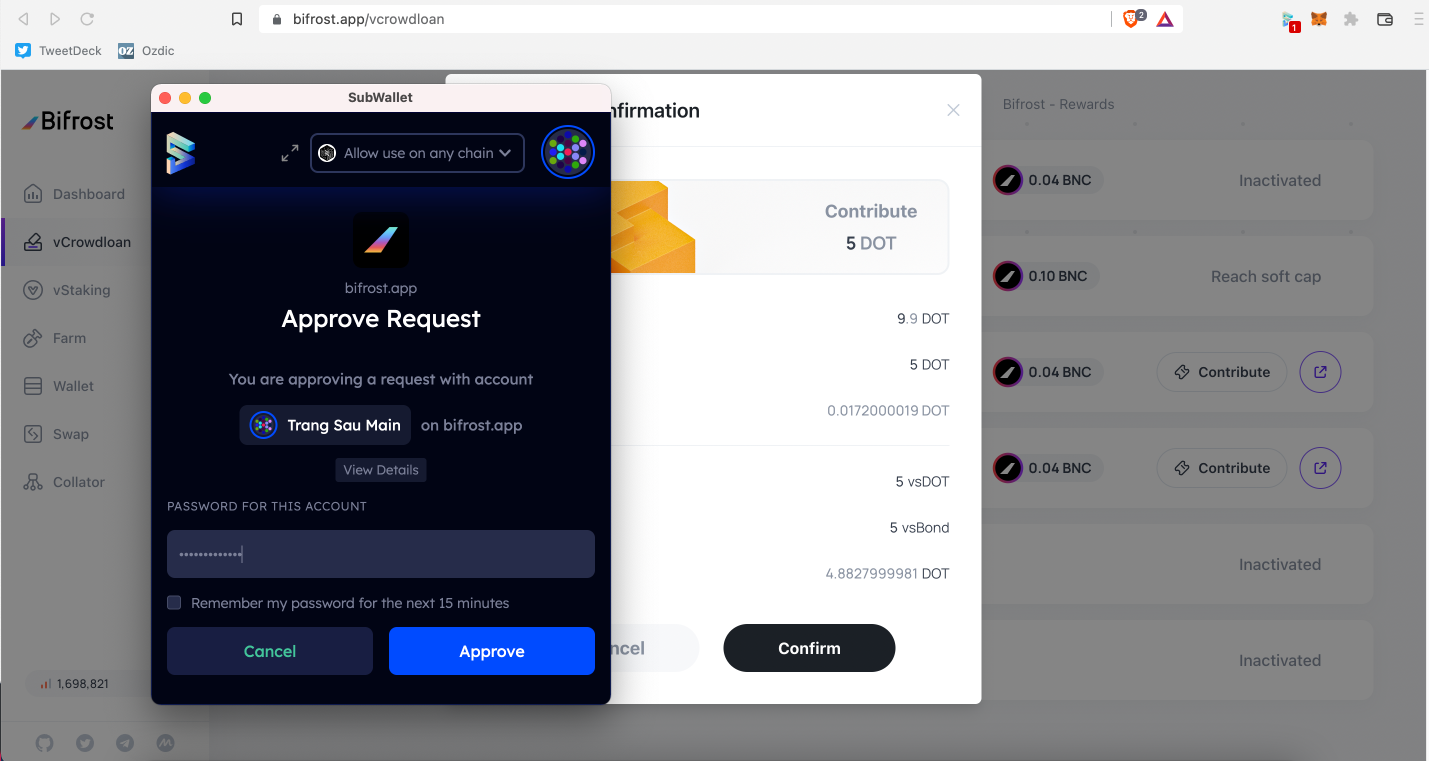 bifrost.app/vcrowdloan
2
1
TweetDeck
OZ Ozdic
Bifrost
Dashboard
vCrowdloan
vStaking
Farm
Wallet
Swap
Collator
1,698,821
SubWallet
Allow use on any chain
bifrost.app
Approve Request
You are approving a request with account
Trang Sau Main on bifrost.app
View Details
PASSWORD FOR THIS ACCOUNT
Remember my password for the next 15 minutes
Cancel
Approve
nfirmation
Contribute
5 DOT
9.9 DOT
5 DOT
0.0172000019 DOT
5 vsDOT
5 vsBond
4.8827999981 DOT
ncel
Confirm
Bifrost - Rewards
0.04 BNC
Inactivated
0.10 BNC
Reach soft cap
0.04 BNC
Contribute
0.04 BNC
Contribute
Inactivated
Inactivated